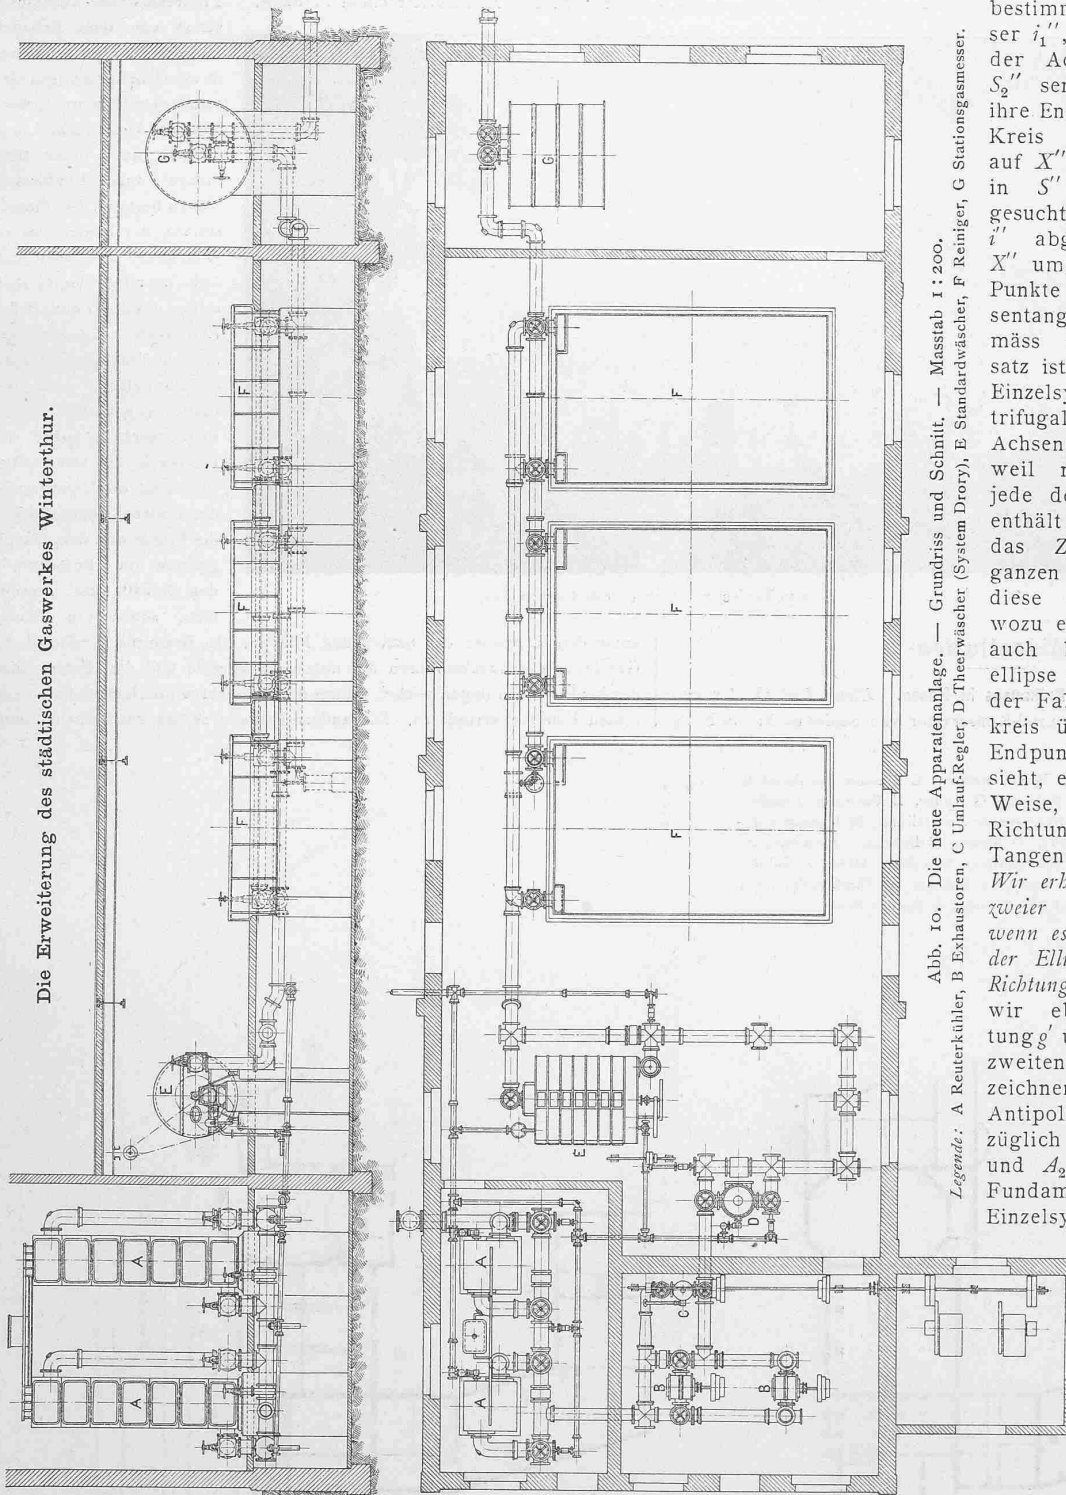 Die Erweiterung des städtischen Gaswerkes Winterthur.
G
F
F
F
E
A
A
G
F
F
F
E
D
C
B
B
A
A
Abb. 10. Die neue Apparatenanlage. — Grundriss und Schnitt. — Masstab 1 : 200.
Legende: A Reuterkühler, B Exhaustoren, C Umlauf-Regler, D Theerwäscher (System Drory), E Standardwäscher, F Reiniger, G Stationsgasmesser.
bestimm
ser i₁″,
der Ac
S₂″ sen
ihre En
Kreis
auf X″
in S″
gesucht
i″ abg
X″ um
Punkte
sentang
mäss
satz ist
Einzelsy
trifugal
Achsen
weil n
jede de
enthält
das Z
ganzen
diese
wozu e
auch
ellipse
der Fal
kreis ü
Endpun
sieht, e
Weise,
Richtun
Tangen
Wir erh
zweier
wenn es
der Elli
Richtung
wir eb
tung g′ u
zweiten
zeichnen
Antipol
züglich
und A₂
Fundam
Einzelsy